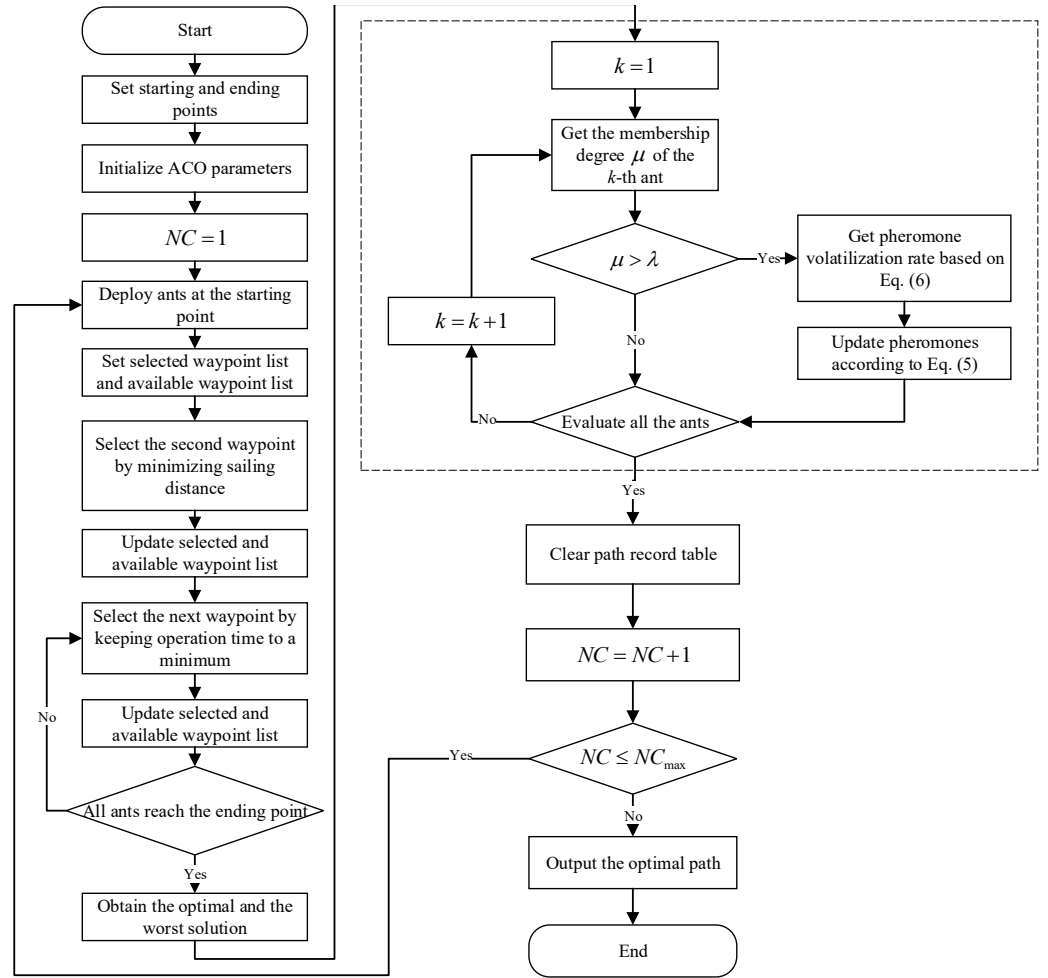 Start
Set starting and ending
points
Initialize ACO parameters
NC = 1
Deploy ants at the starting
point
Set selected waypoint list
and available waypoint list
Select the second waypoint
by minimizing sailing
distance
Update selected and
available waypoint list
Select the next waypoint by
keeping operation time to a
minimum
No
Update selected and
available waypoint list
All ants reach the ending point
Yes
Obtain the optimal and the
worst solution
k = 1
Get the membership
degree μ of the
k-th ant
μ > λ
Yes
Get pheromone
volatilization rate based on
Eq. (6)
k = k + 1
No
Update pheromones
according to Eq. (5)
No
Evaluate all the ants
Yes
Clear path record table
NC = NC + 1
Yes
NC ≤ NCmax
No
Output the optimal path
End